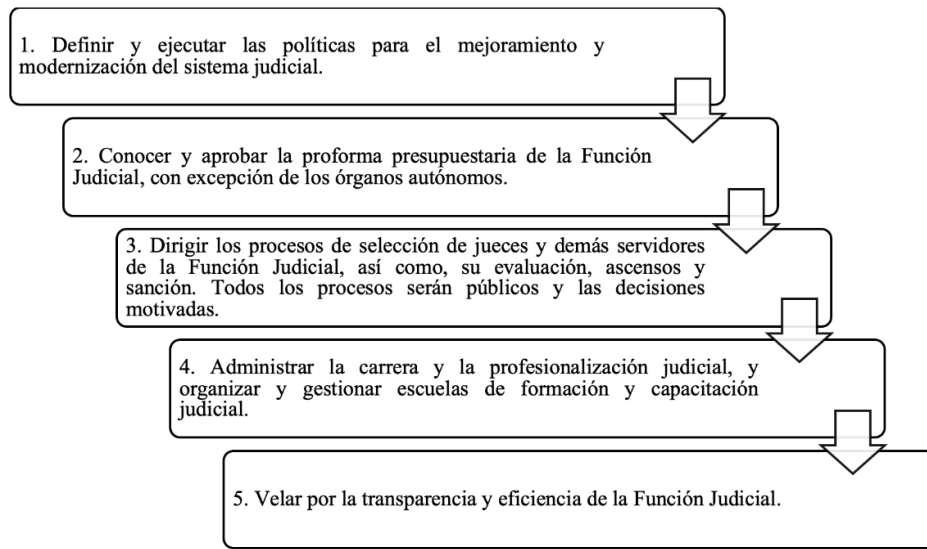 1. Definir y ejecutar las políticas para el mejoramiento y
modernización del sistema judicial.
2. Conocer y aprobar la proforma presupuestaria de la Función
Judicial, con excepción de los órganos autónomos.
3. Dirigir los procesos de selección de jueces y demás servidores
de la Función Judicial, así como, su evaluación, ascensos y
sanción. Todos los procesos serán públicos y las decisiones
motivadas.
4. Administrar la carrera y la profesionalización judicial, y
organizar y gestionar escuelas de formación y capacitación
judicial.
5. Velar por la transparencia y eficiencia de la Función Judicial.